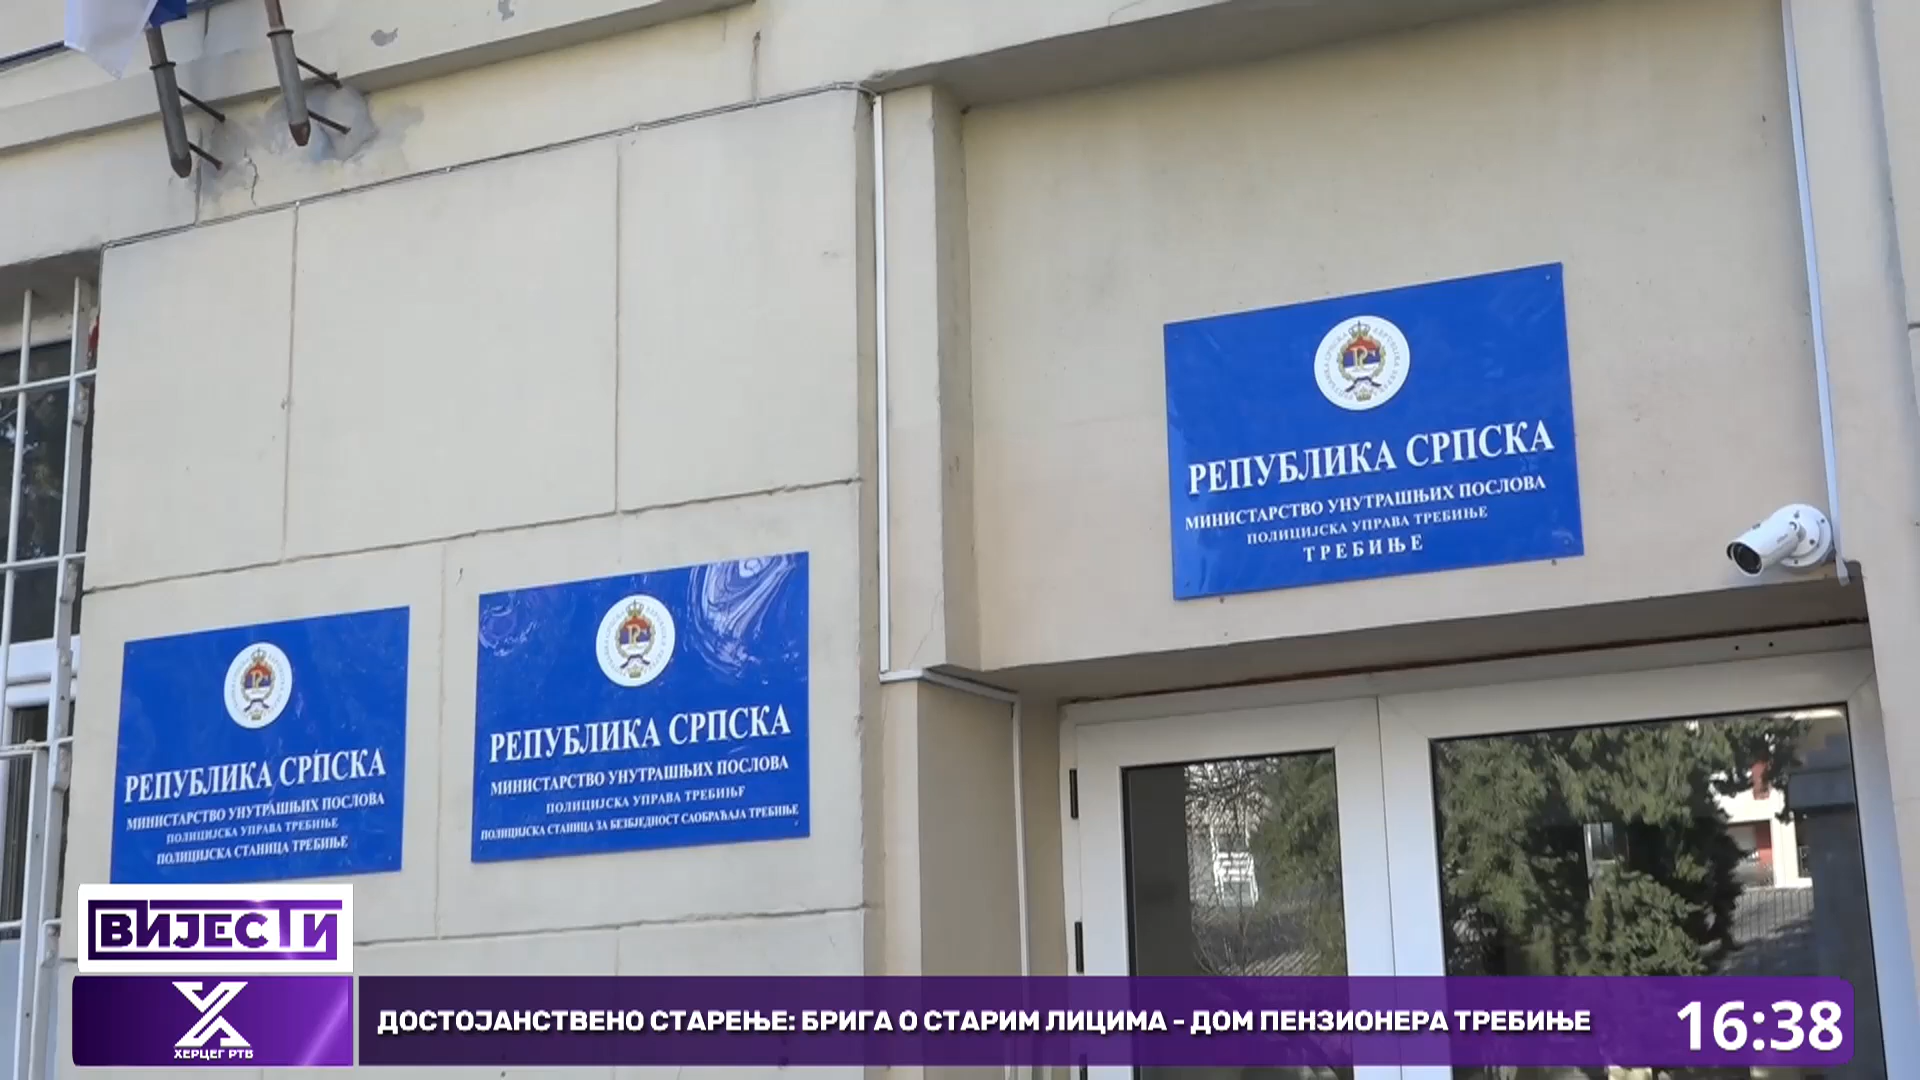 РЕПУБЛИКА СРПСКА
МИНИСТАРСТВО УНУТРАШЊИХ ПОСЛОВА
ПОЛИЦИЈСКА УПРАВА ТРЕБИЊЕ
ТРЕБИЊЕ
РЕПУБЛИКА СРПСКА
МИНИСТАРСТВО УНУТРАШЊИХ ПОСЛОВА
ПОЛИЦИЈСКА УПРАВА ТРЕБИЊЕ
ПОЛИЦИЈСКА СТАНИЦА ТРЕБИЊЕ
РЕПУБЛИКА СРПСКА
МИНИСТАРСТВО УНУТРАШЊИХ ПОСЛОВА
ПОЛИЦИЈСКА УПРАВА ТРЕБИЊЕ
ПОЛИЦИЈСКА СТАНИЦА ЗА БЕЗБЈЕДНОСТ САОБРАЋАЈА ТРЕБИЊЕ
ВИЈЕСТИ
ХЕРЦЕГ РТВ
ДОСТОЈАНСТВЕНО СТАРЕЊЕ: БРИГА О СТАРИМ ЛИЦИМА - ДОМ ПЕНЗИОНЕРА ТРЕБИЊЕ
16:38